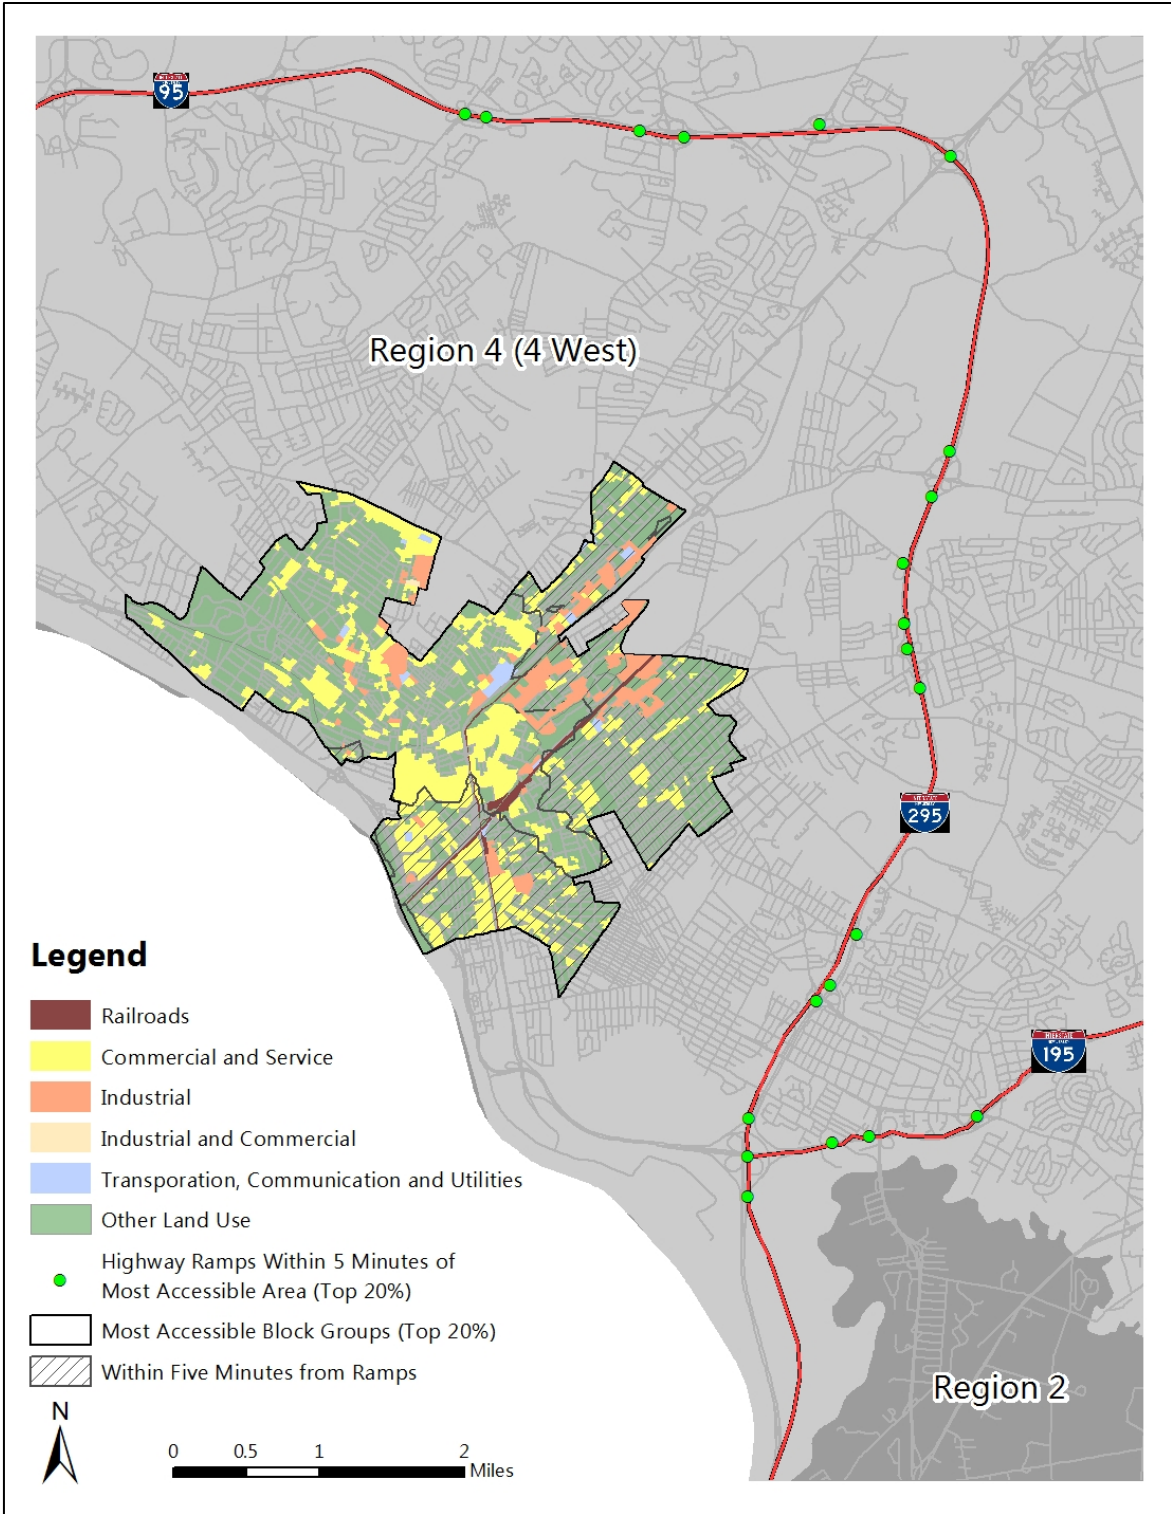 95
Region 4 (4 West)
295
Legend
Railroads
Commercial and Service
Industrial
Industrial and Commercial
Transporation, Communication and Utilities
Other Land Use
Highway Ramps Within 5 Minutes of
Most Accessible Area (Top 20%)
Most Accessible Block Groups (Top 20%)
Within Five Minutes from Ramps
195
Region 2
N
0 0.5 1 2
Miles